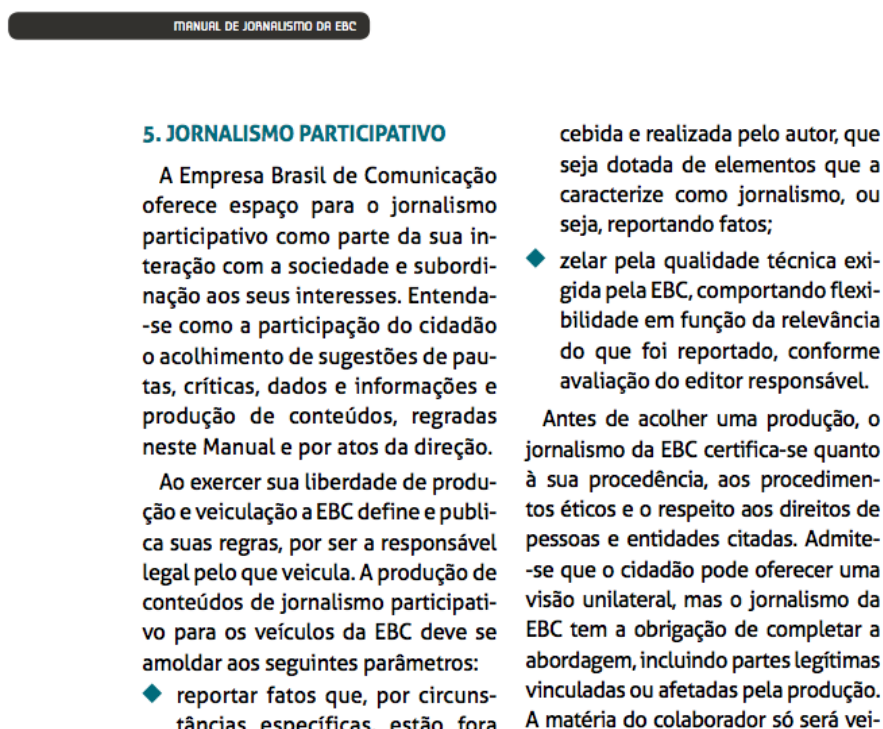 MANUAL DE JORNALISMO DA EBC
5. JORNALISMO PARTICIPATIVO
A Empresa Brasil de Comunicação
oferece espaço para o jornalismo
participativo como parte da sua in-
teração com a sociedade e subordi-
nação aos seus interesses. Entenda-
-se como a participação do cidadão
o acolhimento de sugestões de pau-
tas, críticas, dados e informações e
produção de conteúdos, regradas
neste Manual e por atos da direção.
Ao exercer sua liberdade de produ-
ção e veiculação a EBC define e publi-
ca suas regras, por ser a responsável
legal pelo que veicula. A produção de
conteúdos de jornalismo participati-
vo para os veículos da EBC deve se
amoldar aos seguintes parâmetros:
◆ reportar fatos que, por circuns-
tâncias específicas, estão fora
cebida e realizada pelo autor, que
seja dotada de elementos que a
caracterize como jornalismo, ou
seja, reportando fatos;
◆ zelar pela qualidade técnica exi-
gida pela EBC, comportando flexi-
bilidade em função da relevância
do que foi reportado, conforme
avaliação do editor responsável.
Antes de acolher uma produção, o
jornalismo da EBC certifica-se quanto
à sua procedência, aos procedimen-
tos éticos e o respeito aos direitos de
pessoas e entidades citadas. Admite-
-se que o cidadão pode oferecer uma
visão unilateral, mas o jornalismo da
EBC tem a obrigação de completar a
abordagem, incluindo partes legítimas
vinculadas ou afetadas pela produção.
A matéria do colaborador só será vei-